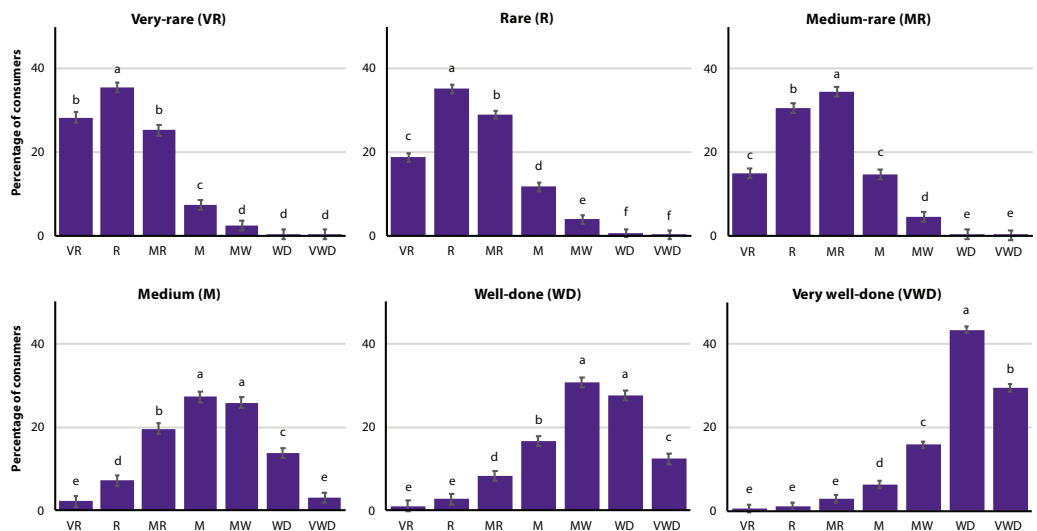 Very-rare (VR)
Rare (R)
Medium-rare (MR)
Percentage of consumers
40
20
0
b
a
b
c
d
d
d
VR R MR M MW WD VWD
c
a
b
d
e
f
f
40
20
0
VR R MR M MW WD VWD
c
b
a
c
d
e
e
40
20
0
VR R MR M MW WD VWD
Medium (M)
Well-done (WD)
Very well-done (VWD)
Percentage of consumers
40
20
0
e
d
b
a
a
c
e
VR R MR M MW WD VWD
40
20
0
e
e
d
b
a
a
c
VR R MR M MW WD VWD
40
20
0
e
e
e
d
c
a
b
VR R MR M MW WD VWD